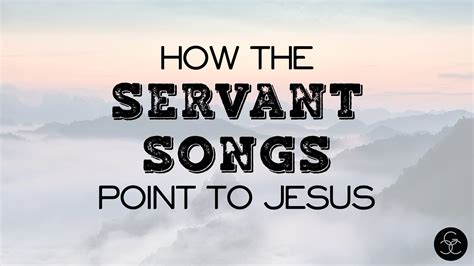 HOW THE
SERVANT
SONGS
POINT TO JESUS